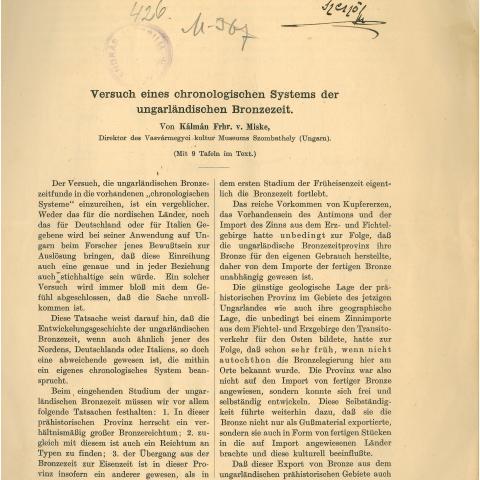 426
M-367
Versuch eines chronologischen Systems der
ungarländischen Bronzezeit.
Von Kálmán Frhr. v. Miske,
Direktor des Vasvármegyei kultur Museums Szombathely (Ungarn).
(Mit 9 Tafeln im Text.)
Der Versuch, die ungarländischen Bronze-
zeitfunde in die vorhandenen „chronologischen
Systeme" einzureihen, ist ein vergeblicher.
Weder das für die nordischen Länder, noch
das für Deutschland oder für Italien Ge-
gebene wird bei seiner Anwendung auf Un-
garn beim Forscher jenes Bewußtsein zur
Auslösung bringen, daß diese Einreihung
auch eine genaue und in jeder Beziehung
auch stichhaltige sein würde. Ein solcher
Versuch wird immer bloß mit dem Ge-
fühl abgeschlossen, daß die Sache unvoll-
kommen ist.
Diese Tatsache weist darauf hin, daß die
Entwickelungsgeschichte der ungarländischen
Bronzezeit, wenn auch ähnlich jener des
Nordens, Deutschlands oder Italiens, so doch
eine abweichende gewesen ist, die mithin
ein eigenes chronologisches System bean-
sprucht.
Beim eingehenden Studium der ungar-
ländischen Bronzezeit müssen wir vor allem
folgende Tatsachen festhalten: 1. In dieser
prähistorischen Provinz herrscht ein ver-
hältnismäßig großer Bronzereichtum; 2. zu-
gleich mit diesem ist auch ein Reichtum an
Typen zu finden; 3. der Übergang aus der
Bronzezeit zur Eisenzeit ist in dieser Pro-
vinz insofern ein anderer gewesen, als in
dem ersten Stadium der Früheisenzeit eigent-
lich die Bronzezeit fortlebt.
Das reiche Vorkommen von Kupfererzen,
das Vorhandensein des Antimons und der
Import des Zinns aus dem Erz- und Fichtel-
gebirge hatte unbedingt zur Folge, daß
die ungarländische Bronzezeitprovinz ihre
Bronze für den eigenen Gebrauch herstellte,
daher von dem Importe der fertigen Bronze
unabhängig gewesen ist.
Die günstige geologische Lage der prä-
historischen Provinz im Gebiete des jetzigen
Ungarlandes wie auch ihre geographische
Lage, die unbedingt bei einem Zinnimporte
aus dem Fichtel- und Erzgebirge den Transito-
verkehr für den Osten bildete, hatte zur
Folge, daß schon sehr früh, wenn nicht
autochthon die Bronzelegierung hier am
Orte bekannt wurde. Die Provinz war also
nicht auf den Import von fertiger Bronze
angewiesen, sondern konnte sich frei und
selbständig entwickeln. Diese Selbständig-
keit führte weiterhin dazu, daß sie die
Bronze nicht nur als Gußmaterial exportierte,
sondern sie auch in Form von fertigen Stücken
in die auf Import angewiesenen Länder
brachte und diese kulturell beeinflußte.
Daß dieser Export von Bronze aus dem
ungarländischen prähistorischen Gebiete auch